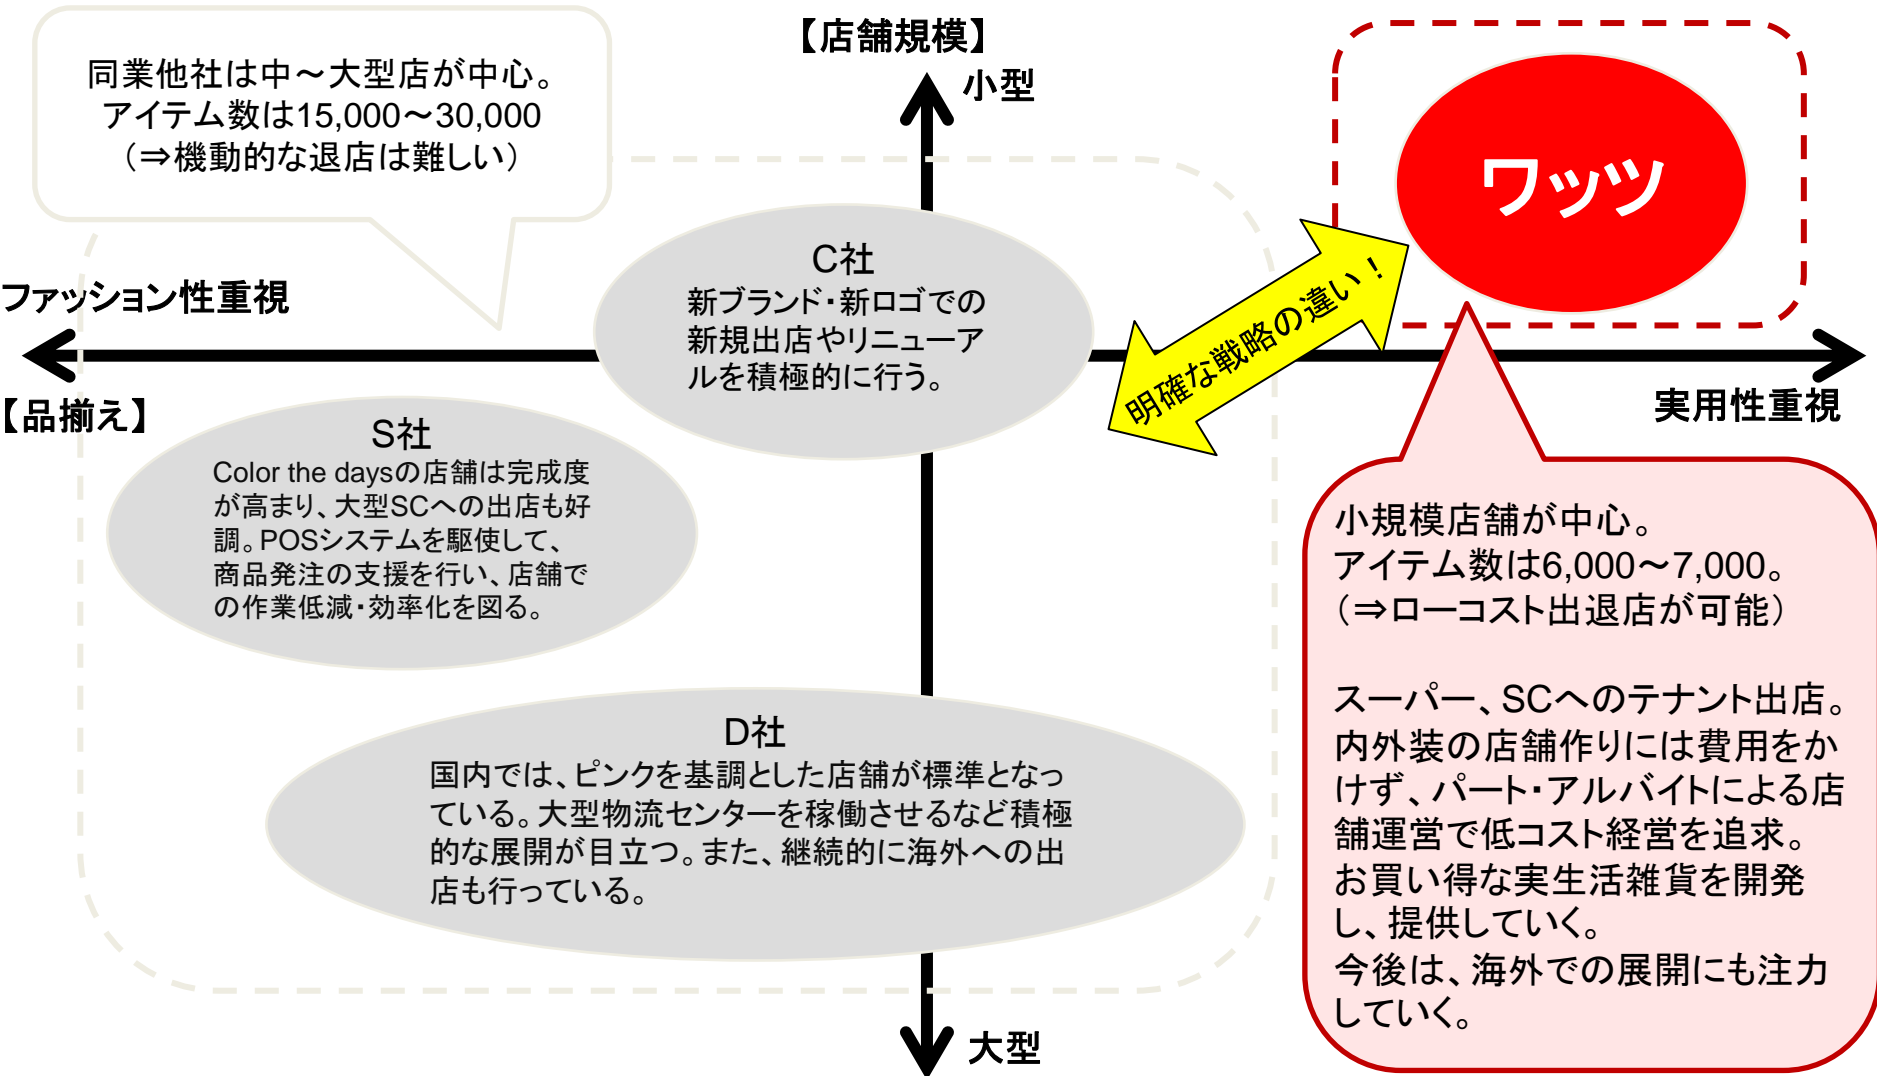 同業他社は中～大型店が中心。
アイテム数は15,000～30,000
（⇒機動的な退店は難しい）
【店舗規模】
小型
ワッツ
明確な戦略の違い！
ファッション性重視
【品揃え】
実用性重視
C社
新ブランド・新ロゴでの
新規出店やリニューア
ルを積極的に行う。
S社
Color the daysの店舗は完成度
が高まり、大型SCへの出店も好
調。POSシステムを駆使して、
商品発注の支援を行い、店舗で
の作業低減・効率化を図る。
D社
国内では、ピンクを基調とした店舗が標準となっ
ている。大型物流センターを稼働させるなど積極
的な展開が目立つ。また、継続的に海外への出
店も行っている。
大型
小規模店舗が中心。
アイテム数は6,000～7,000。
（⇒ローコスト出退店が可能）
スーパー、SCへのテナント出店。
内外装の店舗作りには費用をか
けず、パート・アルバイトによる店
舗運営で低コスト経営を追求。
お買い得な実生活雑貨を開発
し、提供していく。
今後は、海外での展開にも注力
していく。